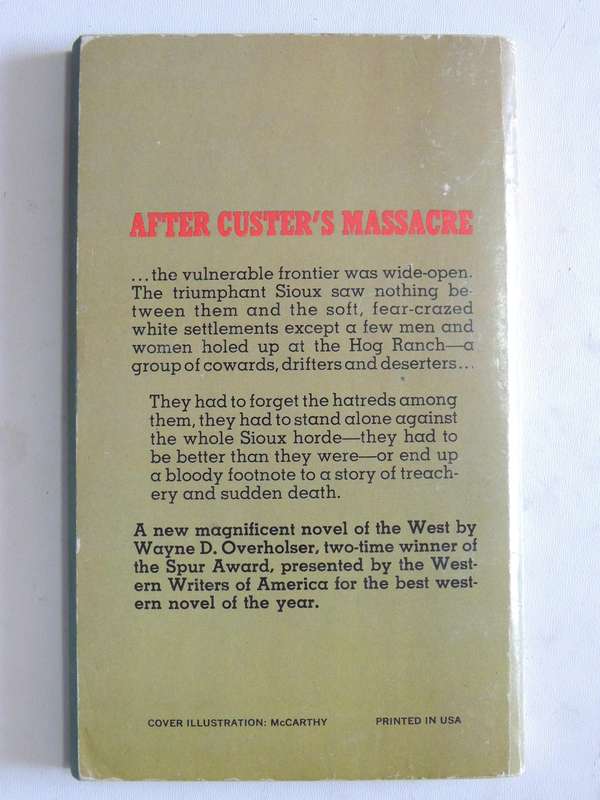 AFTER CUSTER'S MASSACRE
...the vulnerable frontier was wide-open.
The triumphant Sioux saw nothing be-
tween them and the soft, fear-crazed
white settlements except a few men and
women holed up at the Hog Ranch—a
group of cowards, drifters and deserters...
They had to forget the hatreds among
them, they had to stand alone against
the whole Sioux horde—they had to
be better than they were—or end up
a bloody footnote to a story of treach-
ery and sudden death.
A new magnificent novel of the West by
Wayne D. Overholser, two-time winner of
the Spur Award, presented by the West-
ern Writers of America for the best west-
ern novel of the year.
COVER ILLUSTRATION: McCARTHY PRINTED IN USA